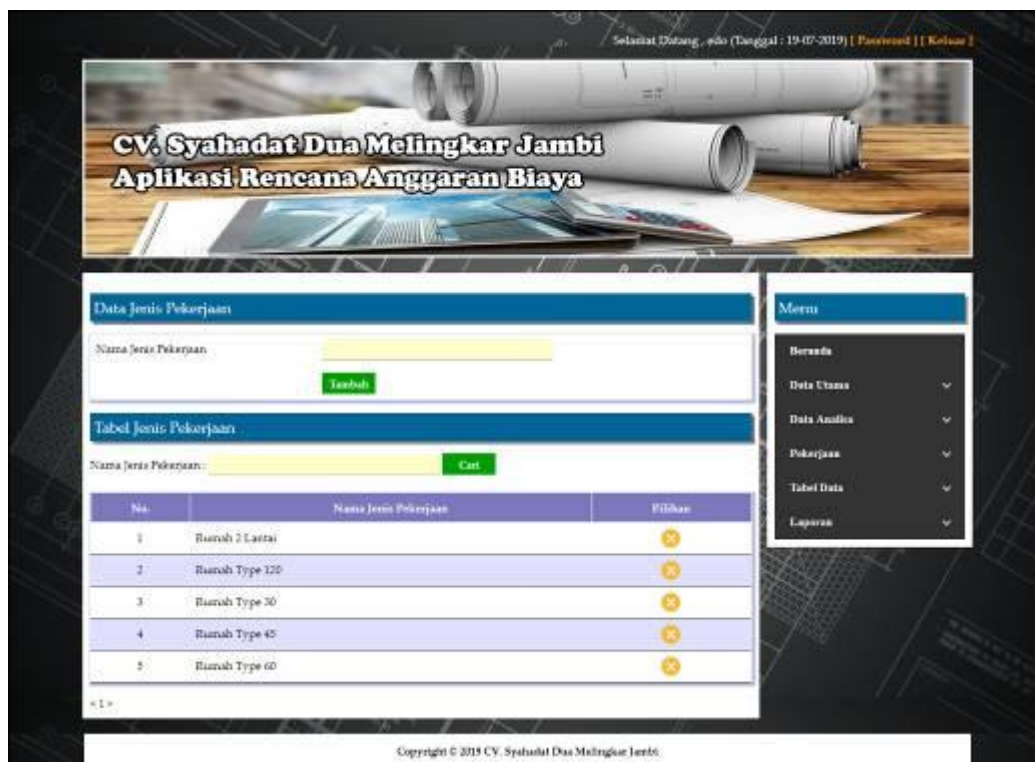 Selamat Datang , edo (Tanggal : 19-07-2019) [ Password ] [ Keluar ]
CV. Syahadat Dua Melingkar Jambi
Aplikasi Rencana Anggaran Biaya
Data Jenis Pekerjaan
Nama Jenis Pekerjaan
Tambah
Tabel Jenis Pekerjaan
Nama Jenis Pekerjaan : Cari
No. Nama Jenis Pekerjaan Pilihan
1 Rumah 2 Lantai
2 Rumah Type 120
3 Rumah Type 30
4 Rumah Type 45
5 Rumah Type 60
< 1 >
Menu
Beranda
Data Utama
Data Analisa
Pekerjaan
Tabel Data
Laporan
Copyright © 2019 CV. Syahadat Dua Melingkar Jambi